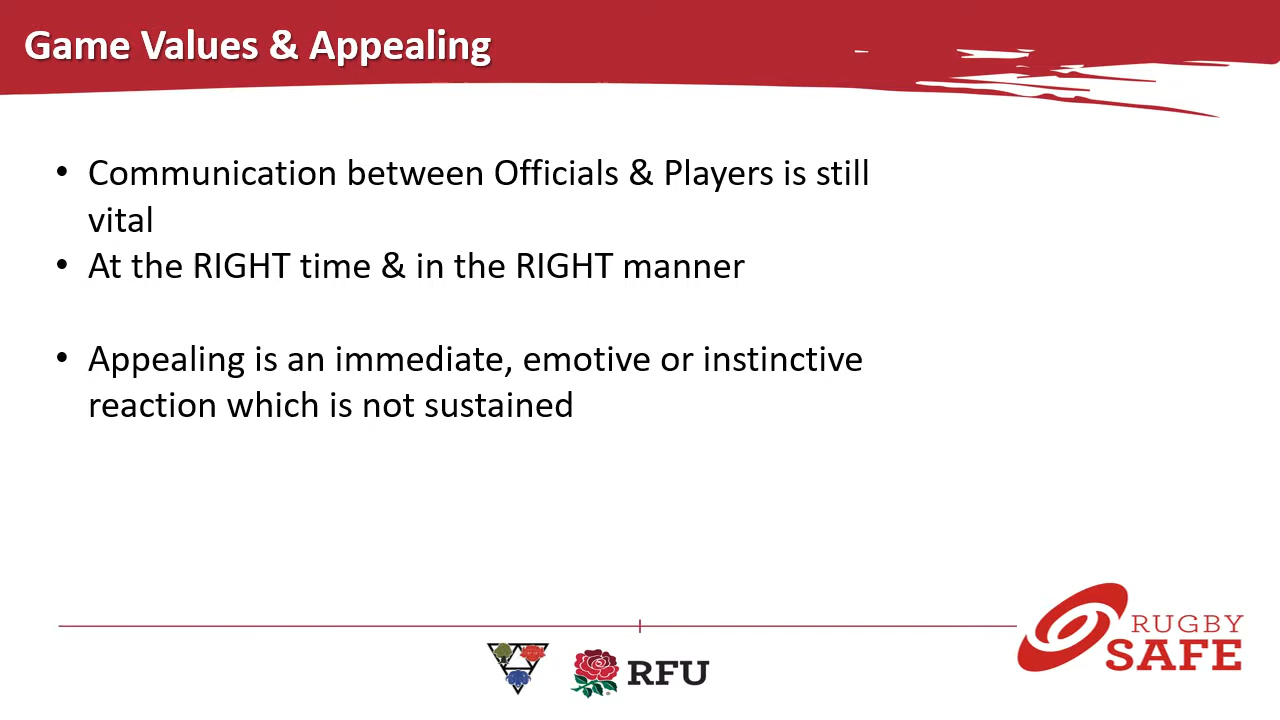 Game Values & Appealing
• Communication between Officials & Players is still
vital
• At the RIGHT time & in the RIGHT manner
• Appealing is an immediate, emotive or instinctive
reaction which is not sustained
RFU
RUGBY
SAFE